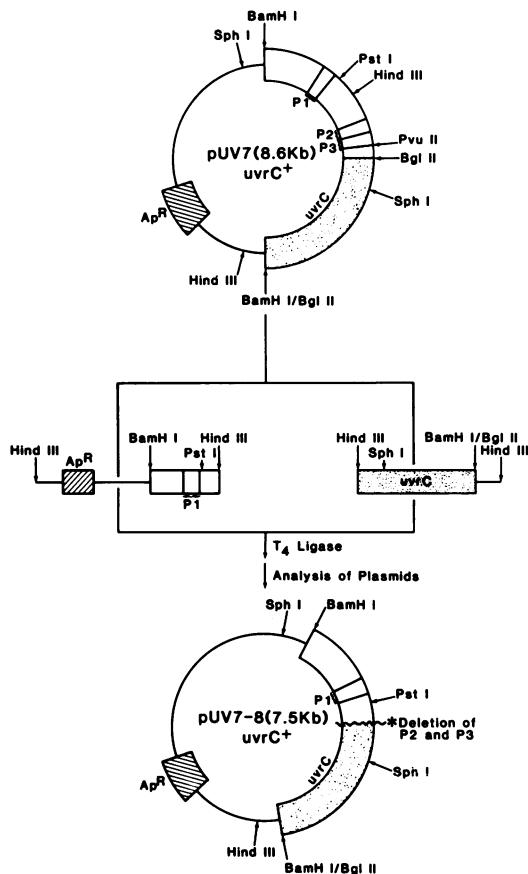 BamH I
Sph I
Pst I
Hind III
P1
P2
P3
Pvu II
Bgl II
pUV7(8.6Kb)
uvrC+
uvrC
Sph I
ApR
Hind III
BamH I/Bgl II
Hind III
ApR
BamH I
Hind III
Pst I
P1
Hind III
Sph I
BamH I/Bgl II
Hind III
uvrC
T4 Ligase
Analysis of Plasmids
Sph I
BamH I
P1
Pst I
pUV7-8(7.5Kb)
uvrC+
*Deletion of
P2 and P3
uvrC
Sph I
ApR
Hind III
BamH I/Bgl II